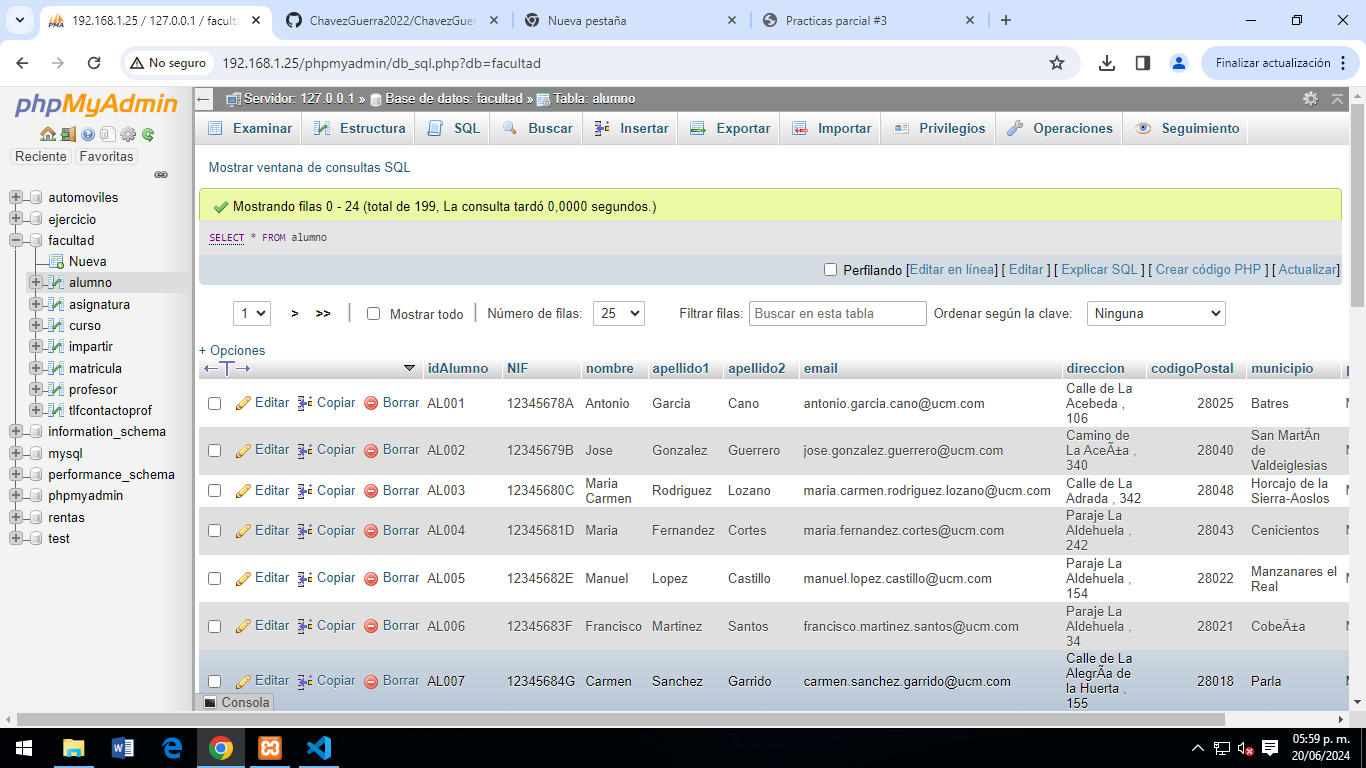 192.168.1.25 / 127.0.0.1 / faculta
ChavezGuerra2022/ChavezGuer
Nueva pestaña
Practicas parcial #3
No seguro
192.168.1.25/phpmyadmin/db_sql.php?db=facultad
Finalizar actualización
phpMyAdmin
Reciente Favoritas
automoviles
ejercicio
facultad
Nueva
alumno
asignatura
curso
impartir
matricula
profesor
tlfcontactoprof
information_schema
mysql
performance_schema
phpmyadmin
rentas
test
Servidor: 127.0.0.1 » Base de datos: facultad » Tabla: alumno
Examinar Estructura SQL Buscar Insertar Exportar Importar Privilegios Operaciones Seguimiento
Mostrar ventana de consultas SQL
Mostrando filas 0 - 24 (total de 199, La consulta tardó 0,0000 segundos.)
SELECT * FROM alumno
Perfilando [Editar en línea] [ Editar ] [ Explicar SQL ] [ Crear código PHP ] [ Actualizar]
1 > >> | Mostrar todo | Número de filas: 25 Filtrar filas: Buscar en esta tabla Ordenar según la clave: Ninguna
+ Opciones
←T→ idAlumno NIF nombre apellido1 apellido2 email direccion codigoPostal municipio
Editar Copiar Borrar AL001 12345678A Antonio Garcia Cano antonio.garcia.cano@ucm.com Calle de La Acebeda , 106 28025 Batres
Editar Copiar Borrar AL002 12345679B Jose Gonzalez Guerrero jose.gonzalez.guerrero@ucm.com Camino de La AceÃ±a , 340 28040 San MartÃ­n de Valdeiglesias
Editar Copiar Borrar AL003 12345680C Maria Carmen Rodriguez Lozano maria.carmen.rodriguez.lozano@ucm.com Calle de La Adrada , 342 28048 Horcajo de la Sierra-Aoslos
Editar Copiar Borrar AL004 12345681D Maria Fernandez Cortes maria.fernandez.cortes@ucm.com Paraje La Aldehuela , 242 28043 Cenicientos
Editar Copiar Borrar AL005 12345682E Manuel Lopez Castillo manuel.lopez.castillo@ucm.com Paraje La Aldehuela , 154 28022 Manzanares el Real
Editar Copiar Borrar AL006 12345683F Francisco Martinez Santos francisco.martinez.santos@ucm.com Paraje La Aldehuela , 34 28021 CobeÃ±a
Editar Copiar Borrar AL007 12345684G Carmen Sanchez Garrido carmen.sanchez.garrido@ucm.com Calle de La AlegrÃ­a de la Huerta , 155 28018 Parla
Consola
05:59 p. m.
20/06/2024